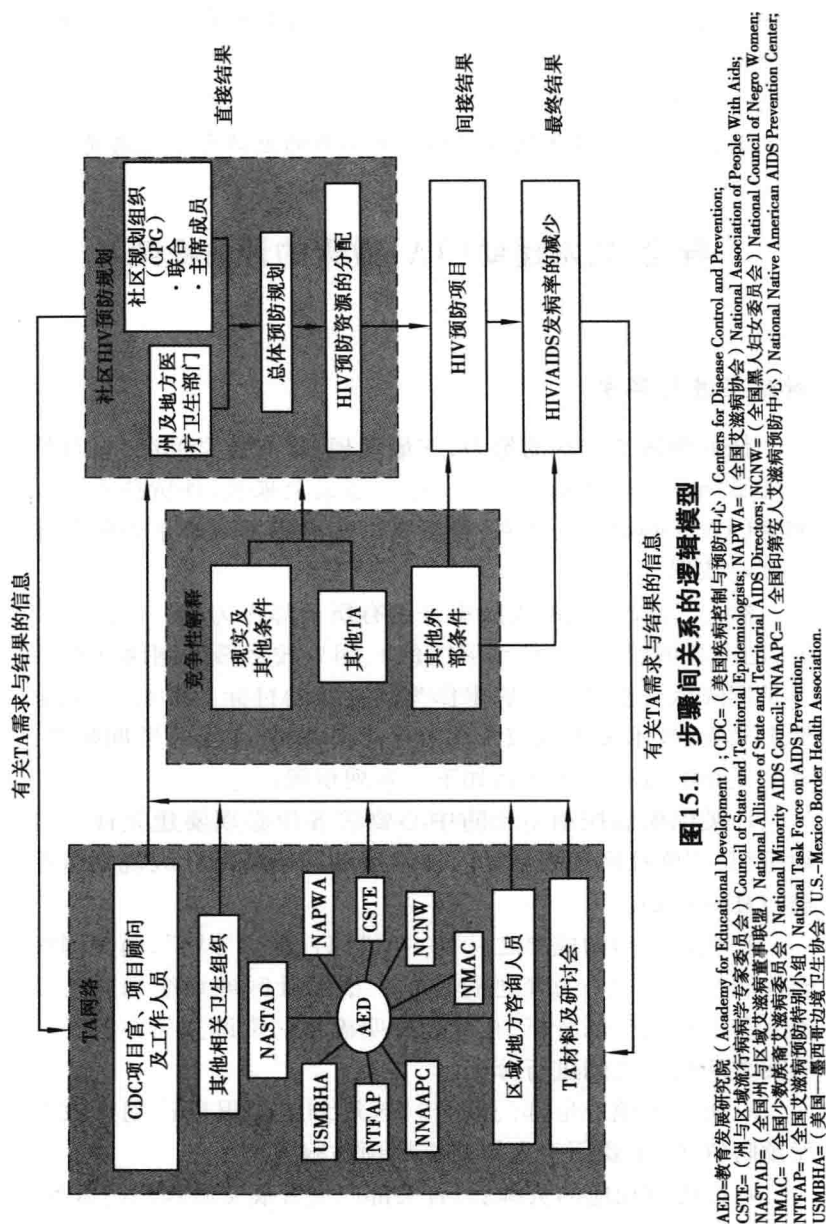 有关TA需求与结果的信息
TA网络
CDC项目官、项目顾问
及工作人员
其他相关卫生组织
NASTAD
USMBHA
NAPWA
NTFAP
AED
CSTE
NNAAPC
NCNW
NMAC
区域/地方咨询人员
TA材料及研讨会
竞争性解释
现实及
其他条件
其他TA
其他外
部条件
社区HIV预防规划
州及地方医
疗卫生部门
社区规划组织
（CPG）
·联合
·主席成员
总体预防规划
HIV预防资源的分配
HIV预防项目
HIV/AIDS发病率的减少
直接结果
间接结果
最终结果
有关TA需求与结果的信息
图15.1 步骤间关系的逻辑模型
AED=教育发展研究院（Academy for Educational Development）; CDC=（美国疾病控制与预防中心）Centers for Disease Control and Prevention;
CSTE=（州与区域流行病病学专家委员会）Council of State and Territorial Epidemiologists; NAPWA=（全国艾滋病协会）National Association of People With Aids;
NASTAD=（全国州与区域艾滋病董事联盟）National Alliance of State and Territorial AIDS Directors; NCNW=（全国黑人妇女委员会）National Council of Negro Women;
NMAC=（全国少数族裔艾滋病委员会）National Minority AIDS Council; NNAAPC=（全国印第安人艾滋病预防中心）National Native American AIDS Prevention Center;
NTFAP=（全国艾滋病预防特别小组）National Task Force on AIDS Prevention;
USMBHA=（美国—墨西哥边境卫生协会）U.S.-Mexico Border Health Association.